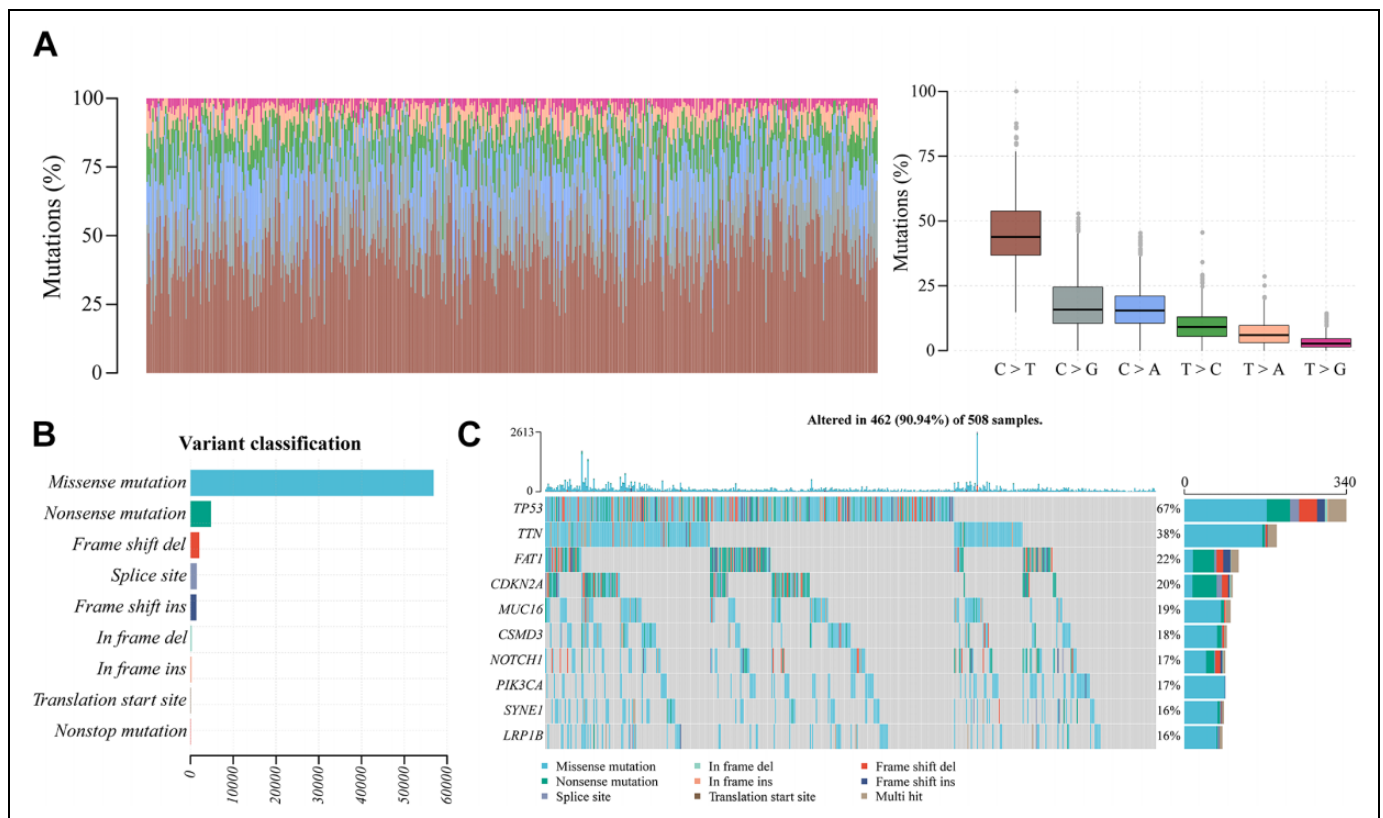 A
Mutations (%)
100
75
50
25
0
Mutations (%)
100
75
50
25
0
C > T
C > G
C > A
T > C
T > A
T > G
B
Variant classification
Missense mutation
Nonsense mutation
Frame shift del
Splice site
Frame shift ins
In frame del
In frame ins
Translation start site
Nonstop mutation
0
10000
20000
30000
40000
50000
60000
C
Altered in 462 (90.94%) of 508 samples.
2613
0
0
340
TP53
67%
TTN
38%
FAT1
22%
CDKN2A
20%
MUC16
19%
CSMD3
18%
NOTCH1
17%
PIK3CA
17%
SYNE1
16%
LRP1B
16%
Missense mutation
Nonsense mutation
Splice site
In frame del
In frame ins
Translation start site
Frame shift del
Frame shift ins
Multi hit